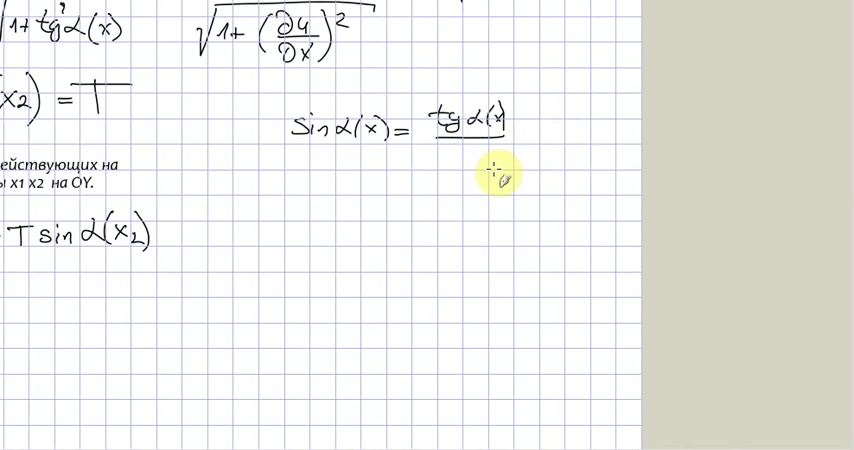 √1+tg²α(x) √1+(∂u/∂x)²
x2) = T
sin α(x) = tg α(x)
ействующих на
ы x1 x2 на OY.
T sin α(x2)